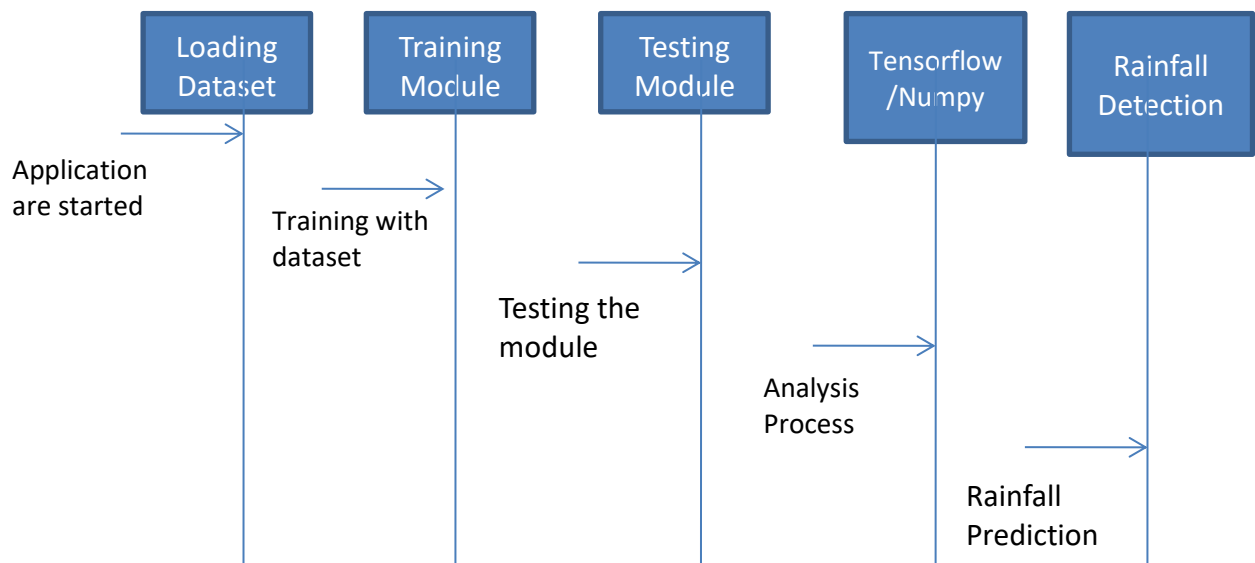 Loading
Dataset
Training
Module
Testing
Module
Tensorflow
/Numpy
Rainfall
Detection
Application
are started
Training with
dataset
Testing the
module
Analysis
Process
Rainfall
Prediction